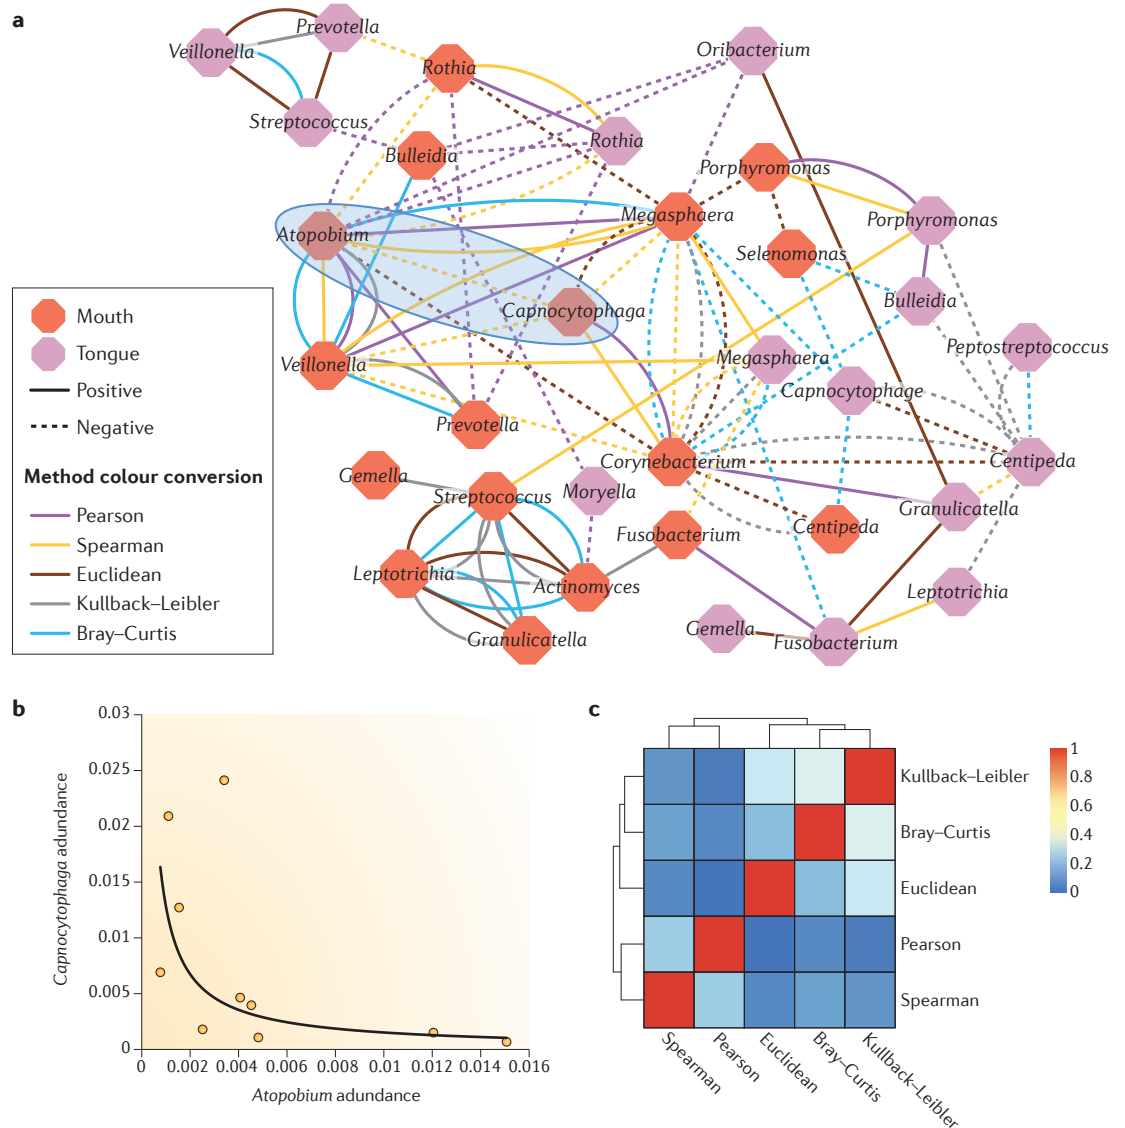 a
Prevotella
Veillonella
Streptococcus
Rothia
Oribacterium
Rothia
Bulleidia
Porphyromonas
Megasphaera
Porphyromonas
Atopobium
Selenomonas
Bulleidia
Capnocytophaga
Peptostreptococcus
Veillonella
Megasphaera
Capnocytophage
Prevotella
Corynebacterium
Centipeda
Gemella
Streptococcus
Moryella
Granulicatella
Fusobacterium
Centipeda
Leptotrichia
Actinomyces
Leptotrichia
Granulicatella
Gemella
Fusobacterium
Mouth
Tongue
Positive
Negative
Method colour conversion
Pearson
Spearman
Euclidean
Kullback–Leibler
Bray–Curtis
b
0.03
0.025
0.02
0.015
0.01
0.005
0
Capnocytophaga adundance
0 0.002 0.004 0.006 0.008 0.01 0.012 0.014 0.016
Atopobium adundance
c
Kullback–Leibler
Bray–Curtis
Euclidean
Pearson
Spearman
Spearman
Pearson
Euclidean
Bray–Curtis
Kullback–Leibler
1
0.8
0.6
0.4
0.2
0